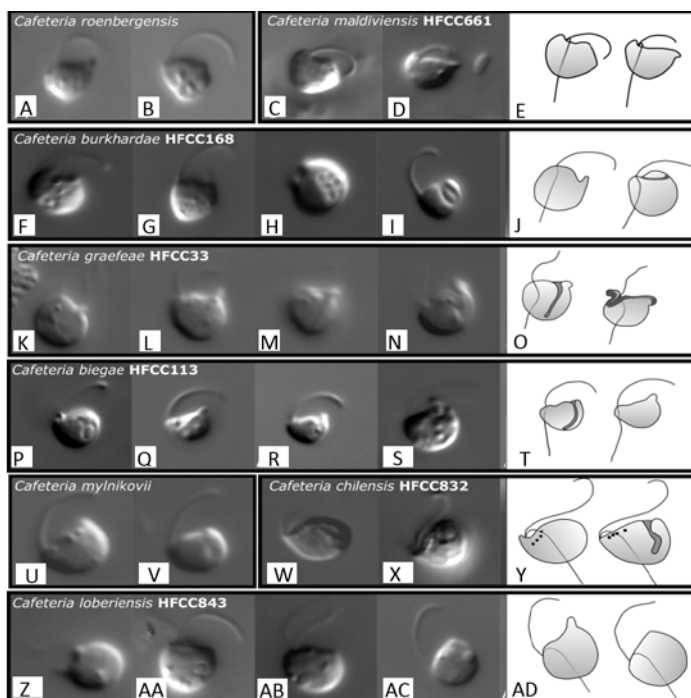 Cafeteria roenbergensis
Cafeteria maldiviensis HFCC661
A
B
C
D
E
Cafeteria burkhardae HFCC168
F
G
H
I
J
Cafeteria graefeae HFCC33
K
L
M
N
O
Cafeteria biegae HFCC113
P
Q
R
S
T
Cafeteria mylnikovii
Cafeteria chilensis HFCC832
U
V
W
X
Y
Cafeteria loberiensis HFCC843
Z
AA
AB
AC
AD